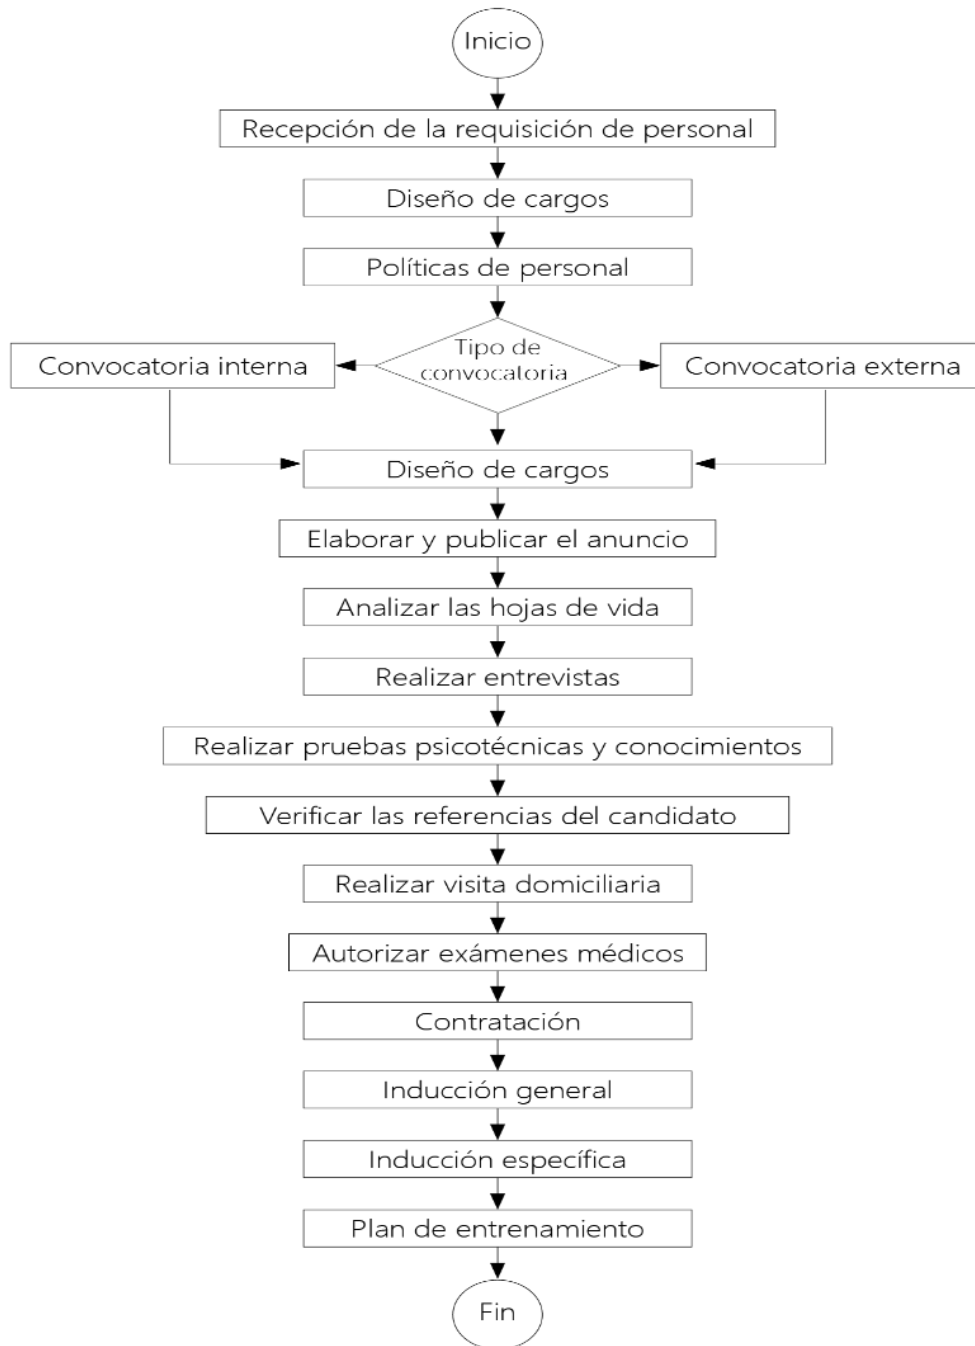 Inicio
Recepción de la requisición de personal
Diseño de cargos
Políticas de personal
Tipo de
convocatoria
Convocatoria interna
Convocatoria externa
Diseño de cargos
Elaborar y publicar el anuncio
Analizar las hojas de vida
Realizar entrevistas
Realizar pruebas psicotécnicas y conocimientos
Verificar las referencias del candidato
Realizar visita domiciliaria
Autorizar exámenes médicos
Contratación
Inducción general
Inducción específica
Plan de entrenamiento
Fin